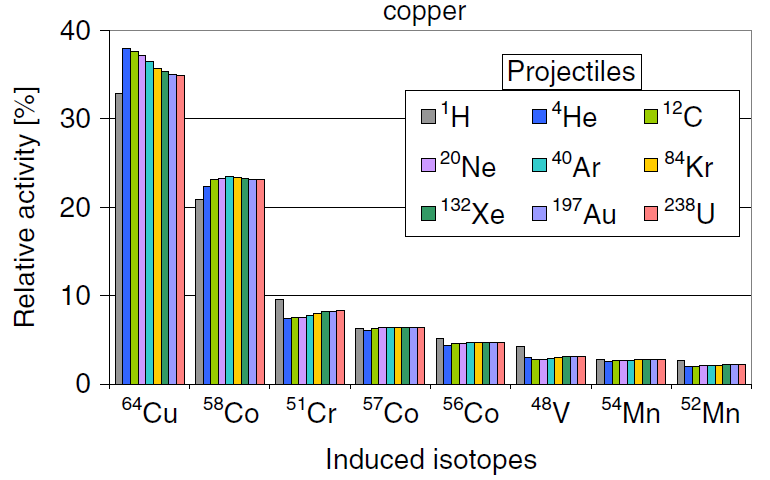 copper
40
30
20
10
0
Relative activity [%]
Projectiles
¹H ⁴He ¹²C
²⁰Ne ⁴⁰Ar ⁸⁴Kr
¹³²Xe ¹⁹⁷Au ²³⁸U
⁶⁴Cu ⁵⁸Co ⁵¹Cr ⁵⁷Co ⁵⁶Co ⁴⁸V ⁵⁴Mn ⁵²Mn
Induced isotopes